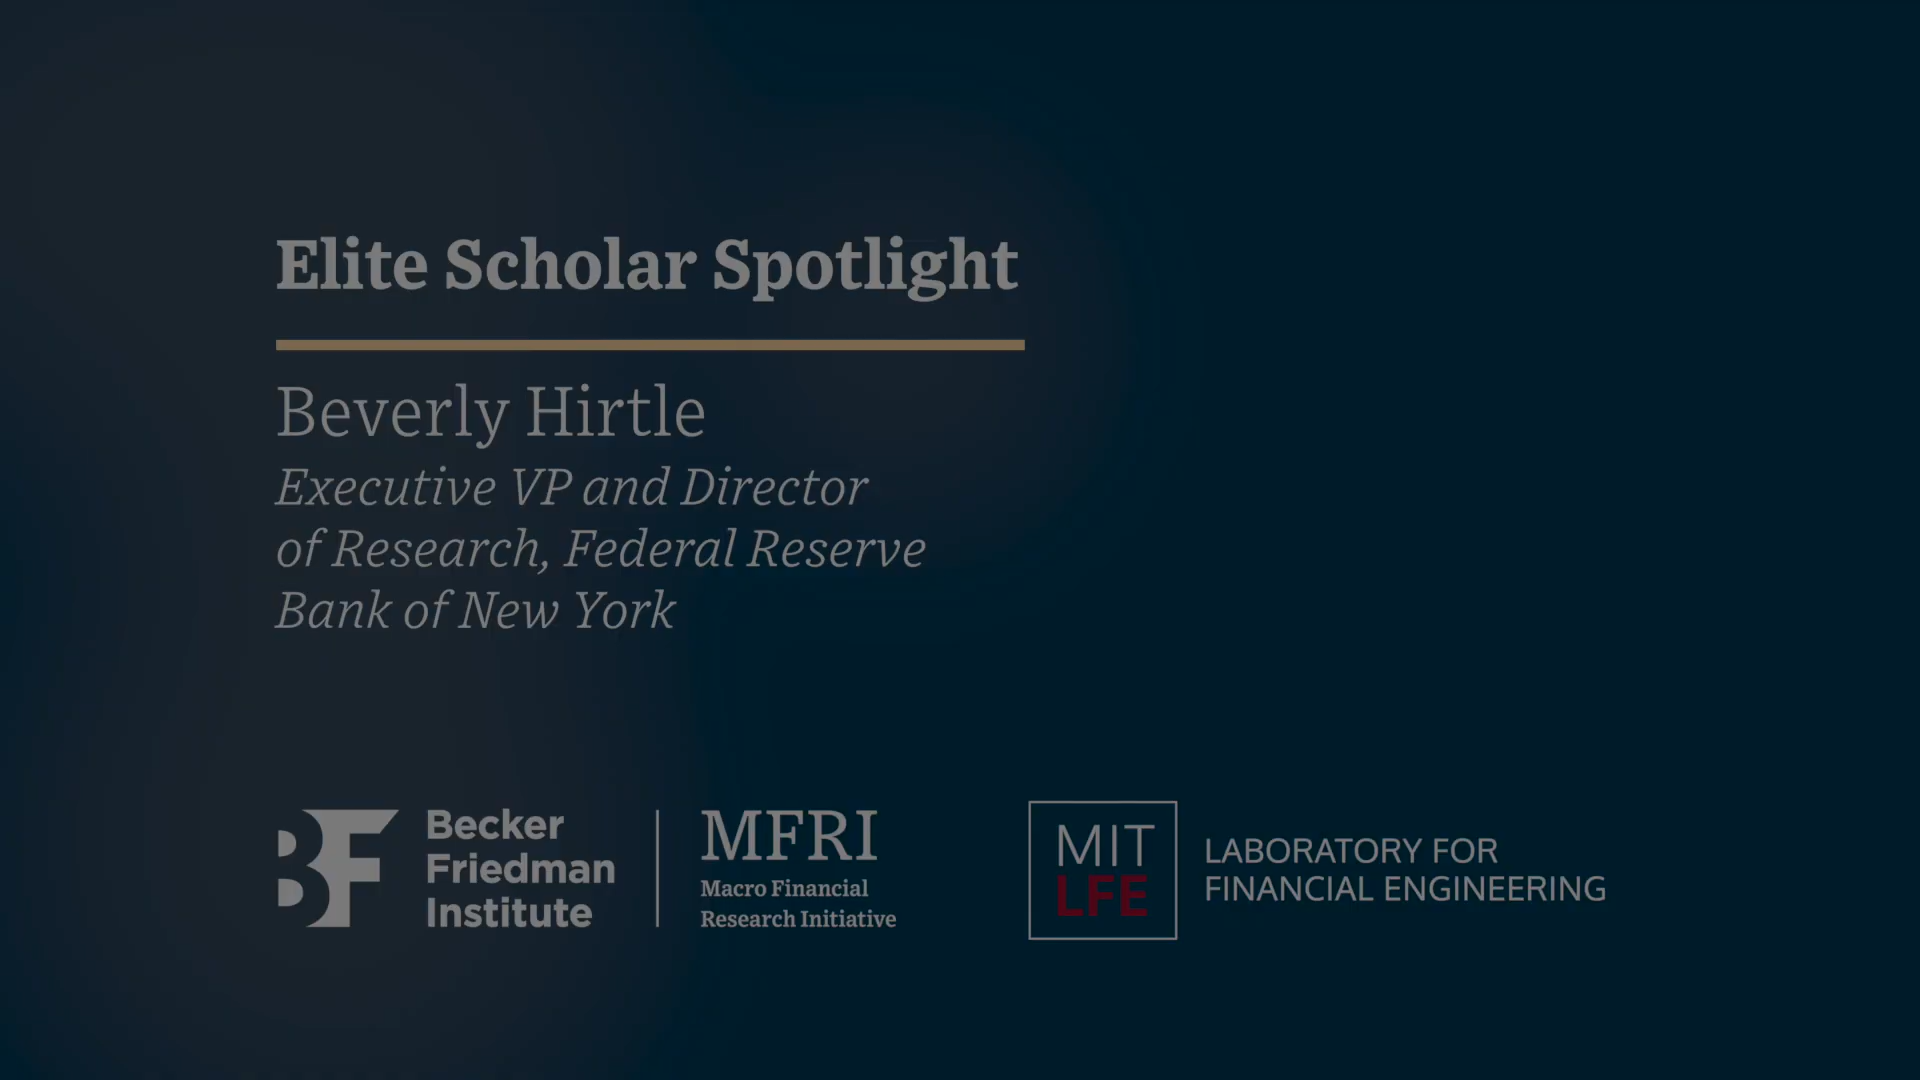 Elite Scholar Spotlight
Beverly Hirtle
Executive VP and Director
of Research, Federal Reserve
Bank of New York
BF
Becker
Friedman
Institute
MFRI
Macro Financial
Research Initiative
MIT
LFE
LABORATORY FOR
FINANCIAL ENGINEERING